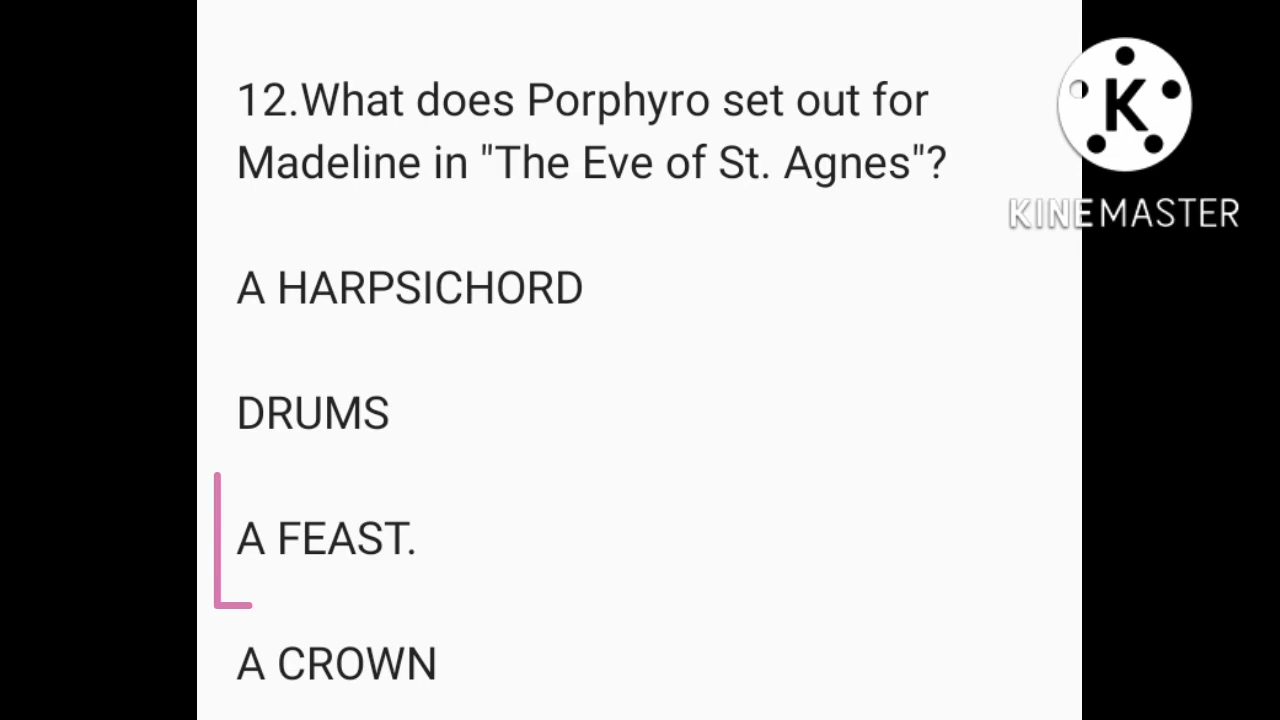 12.What does Porphyro set out for
Madeline in "The Eve of St. Agnes"?
K
KINEMASTER
A HARPSICHORD
DRUMS
A FEAST.
A CROWN